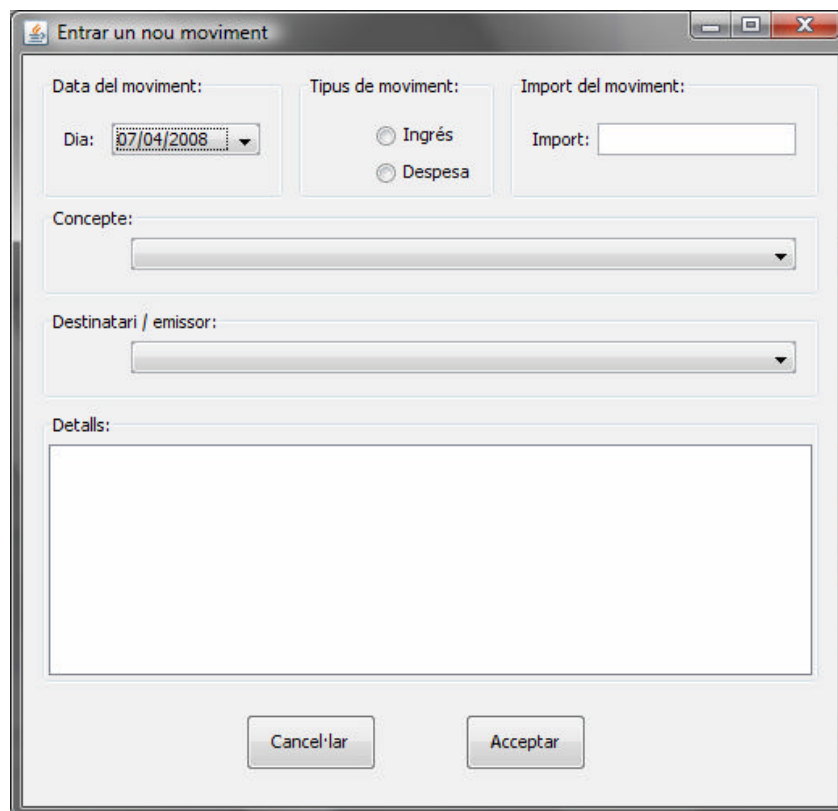 Entrar un nou moviment
Data del moviment: Tipus de moviment: Import del moviment:
Dia: 07/04/2008 Ingrés Import:
Despesa
Concepte:
Destinatari / emissor:
Detalls:
Cancel·lar Acceptar